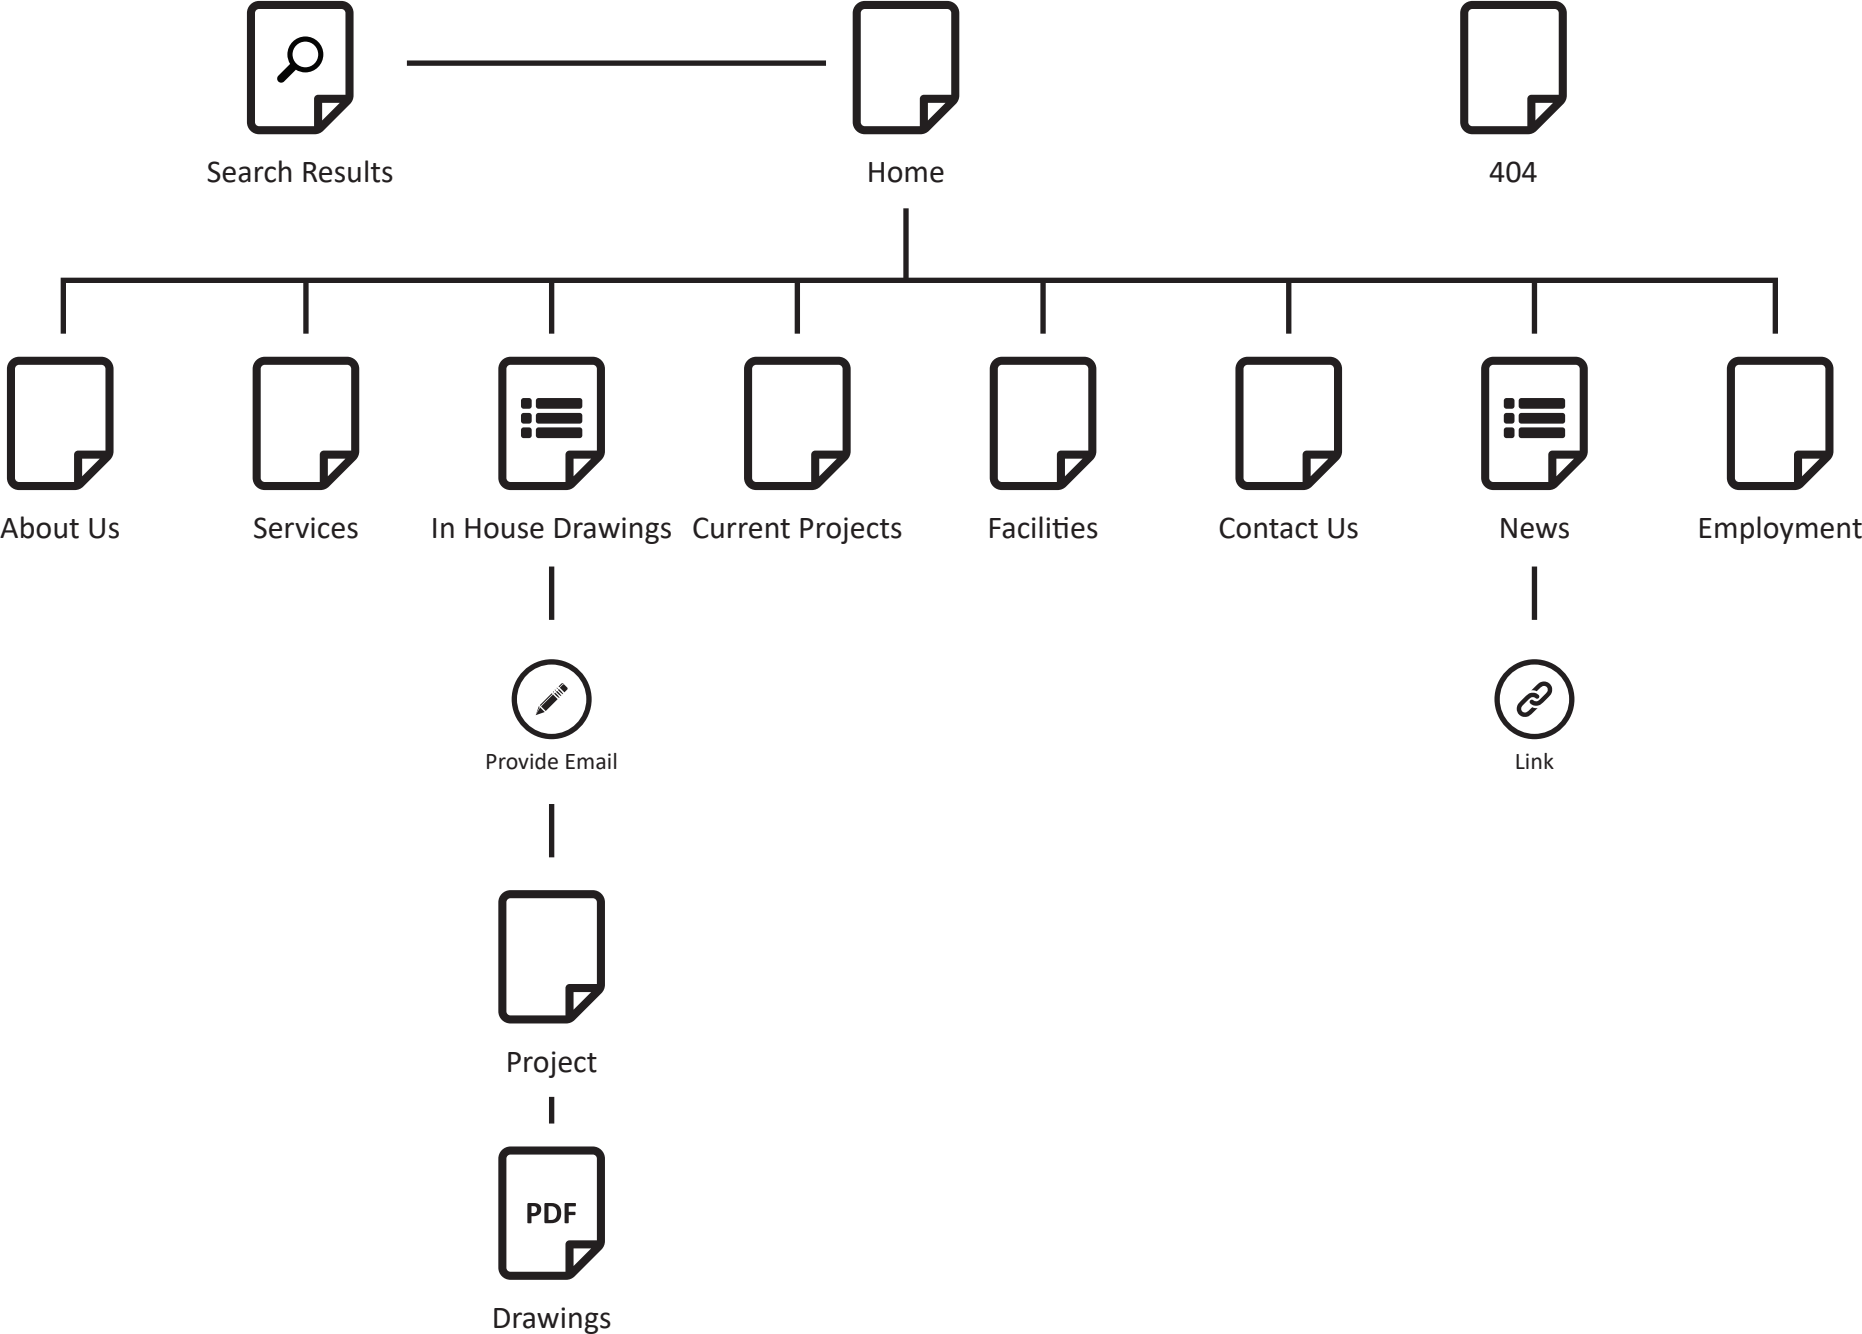 Search Results
Home
404
About Us
Services
In House Drawings
Current Projects
Facilities
Contact Us
News
Employment
Provide Email
Link
Project
PDF
Drawings